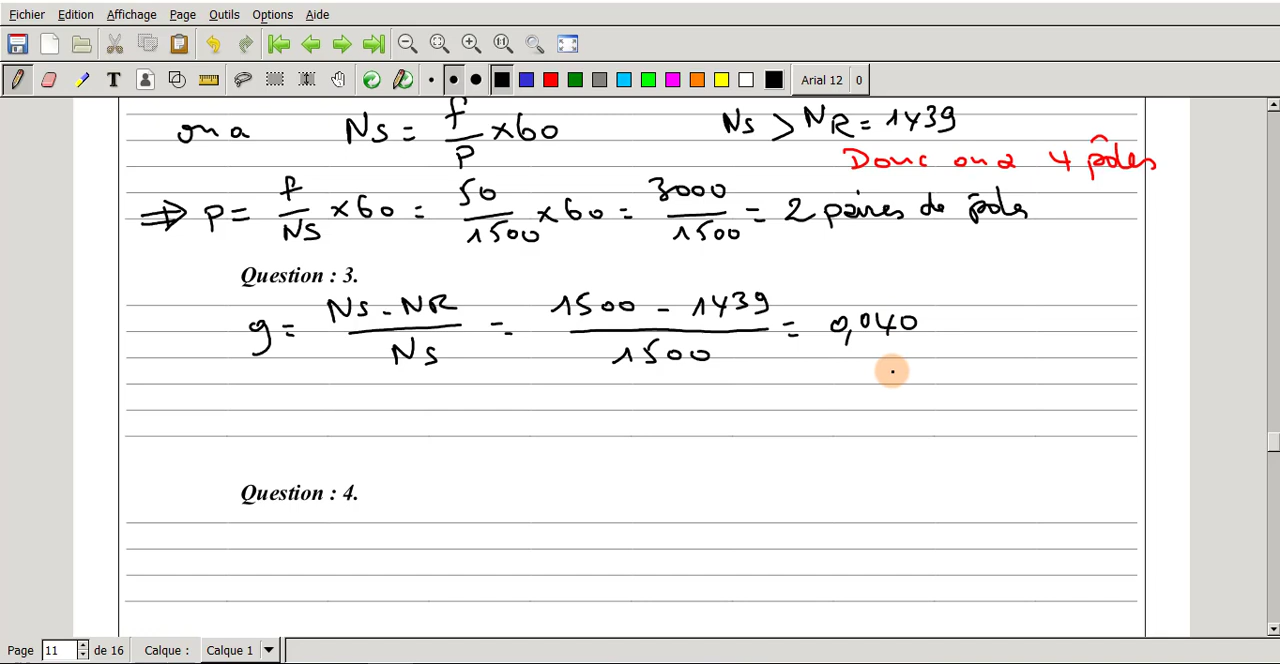 Fichier Edition Affichage Page Outils Options Aide
T 1:1 Arial 12 0
on a Ns = f/P × 60 Ns > NR = 1439
Donc on a 4 pôles
⇒ P = f/Ns × 60 = 50/1500 × 60 = 3000/1500 = 2 paires de pôles
Question : 3.
g = Ns - NR/Ns = 1500 - 1439/1500 = 0,040
Question : 4.
Page 11 de 16 Calque : Calque 1